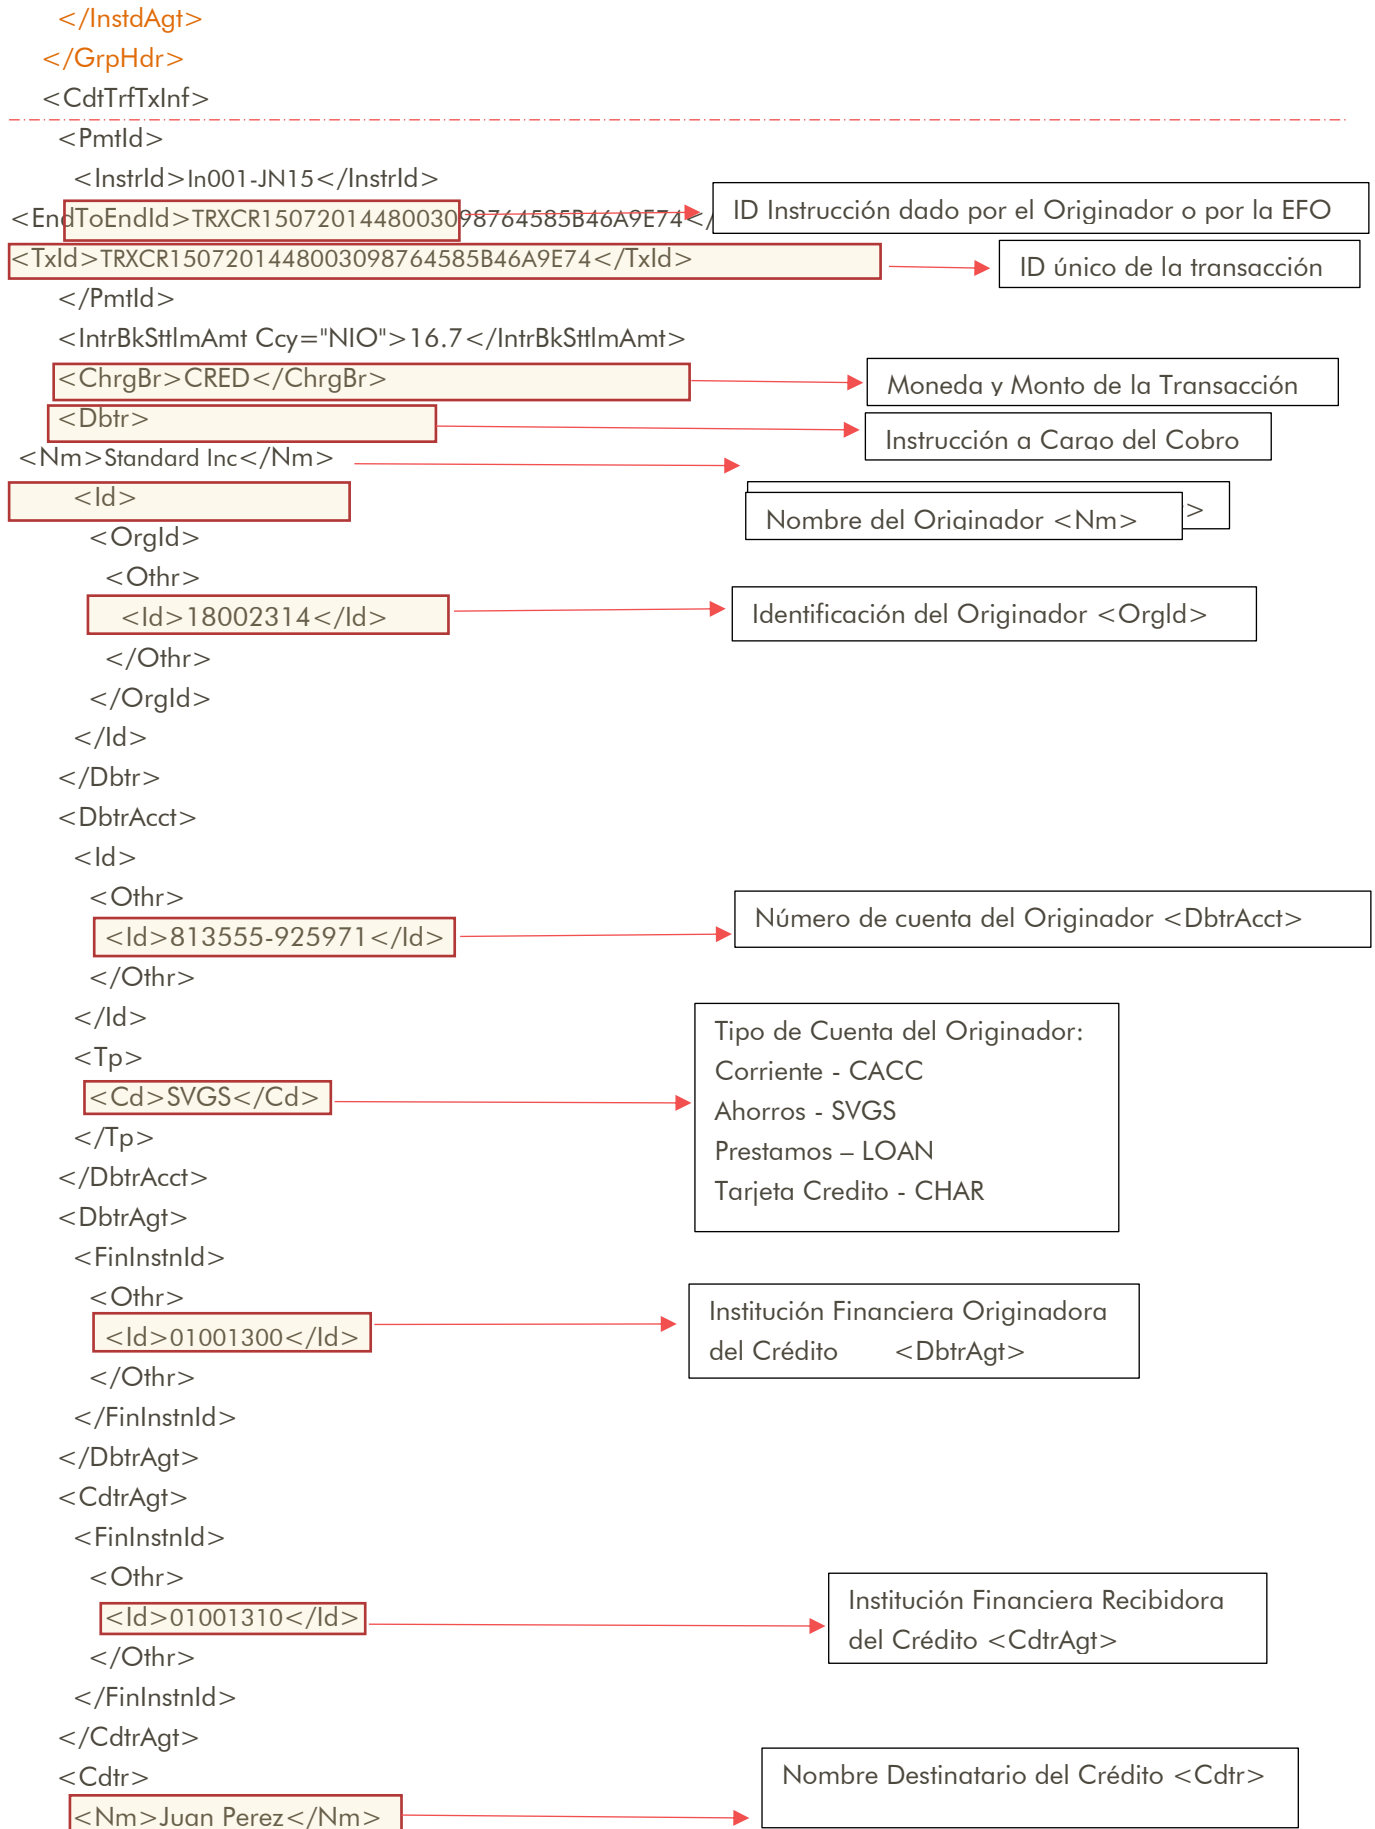 </InstdAgt>
</GrpHdr>
<CdtTrfTxInf>
<PmtId>
<InstrId>In001-JN15</InstrId>
<EndToEndId>TRXCR1507201448003098764585B46A9E74</
ID Instrucción dado por el Originador o por la EFO
<TxId>TRXCR1507201448003098764585B46A9E74</TxId>
ID único de la transacción
</PmtId>
<IntrBkSttlmAmt Ccy="NIO">16.7</IntrBkSttlmAmt>
<ChrgBr>CRED</ChrgBr>
Moneda y Monto de la Transacción
<Dbtr>
Instrucción a Cargo del Cobro
<Nm>Standard Inc</Nm>
<Id>
Nombre del Originador <Nm>
>
<OrgId>
<Othr>
<Id>18002314</Id>
Identificación del Originador <OrgId>
</Othr>
</OrgId>
</Id>
</Dbtr>
<DbtrAcct>
<Id>
<Othr>
Número de cuenta del Originador <DbtrAcct>
<Id>813555-925971</Id>
</Othr>
</Id>
Tipo de Cuenta del Originador:
Corriente - CACC
Ahorros - SVGS
Prestamos – LOAN
Tarjeta Credito - CHAR
<Tp>
<Cd>SVGS</Cd>
</Tp>
</DbtrAcct>
<DbtrAgt>
<FinInstnId>
<Othr>
Institución Financiera Originadora
del Crédito <DbtrAgt>
<Id>01001300</Id>
</Othr>
</FinInstnId>
</DbtrAgt>
<CdtrAgt>
<FinInstnId>
<Othr>
Institución Financiera Recibidora
del Crédito <CdtrAgt>
<Id>01001310</Id>
</Othr>
</FinInstnId>
</CdtrAgt>
<Cdtr>
Nombre Destinatario del Crédito <Cdtr>
<Nm>Juan Perez</Nm>